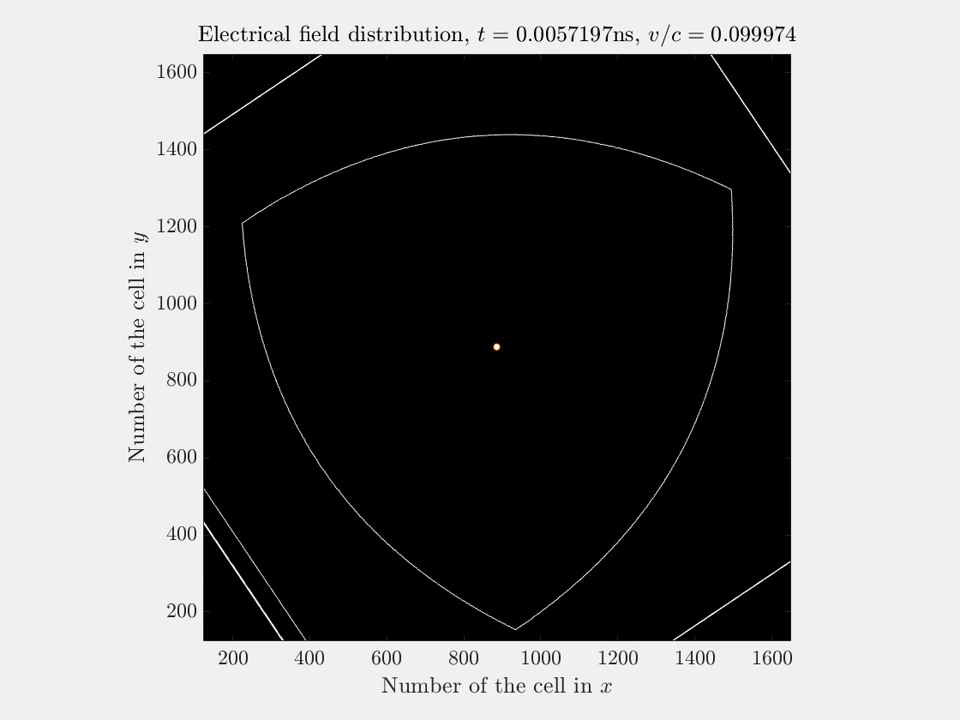 Electrical field distribution, t = 0.0057197ns, v/c = 0.099974
1600
1400
1200
1000
800
600
400
200
Number of the cell in y
200 400 600 800 1000 1200 1400 1600
Number of the cell in x